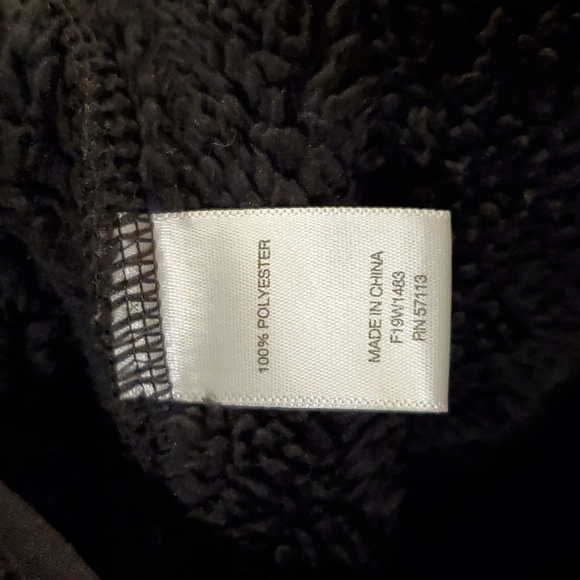 100% POLYESTER
MADE IN CHINA
F19W1483
RN 57113